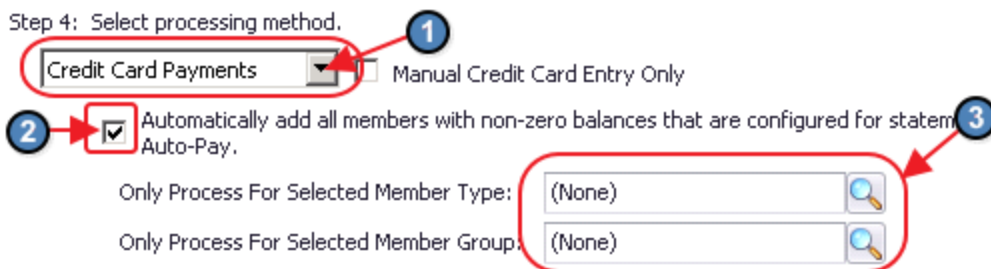 Step 4: Select processing method.
1
Credit Card Payments
Manual Credit Card Entry Only
2
Automatically add all members with non-zero balances that are configured for statem
3
Auto-Pay.
Only Process For Selected Member Type: (None)
Only Process For Selected Member Group: (None)